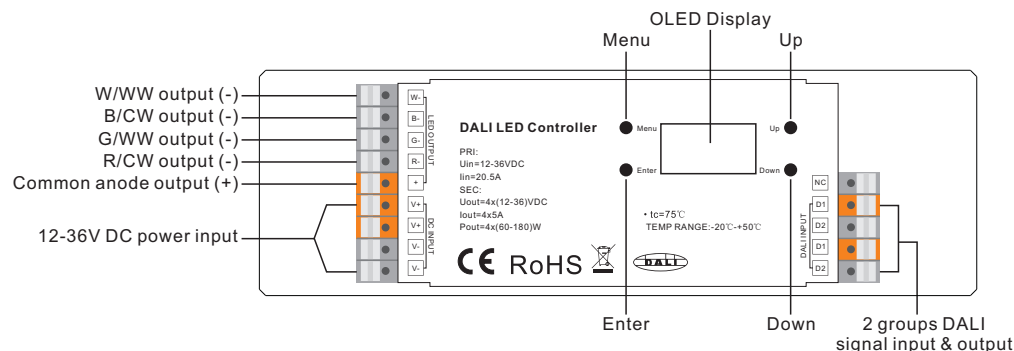 OLED Display
Menu
Up
W/WW output (-)
B/CW output (-)
G/WW output (-)
R/CW output (-)
Common anode output (+)
12-36V DC power input
W-
B-
G-
R-
+
V+
V+
V-
V-
LED OUTPUT
DC INPUT
DALI LED Controller
PRI:
Uin=12-36VDC
Iin=20.5A
SEC:
Uout=4x(12-36)VDC
Iout=4x5A
Pout=4x(60-180)W
CE RoHS
DALI
Menu
Enter
Up
Down
• tc=75℃
TEMP RANGE:-20℃-+50℃
DALI INPUT
NC
D1
D2
D1
D2
Enter
Down
2 groups DALI
signal input & output